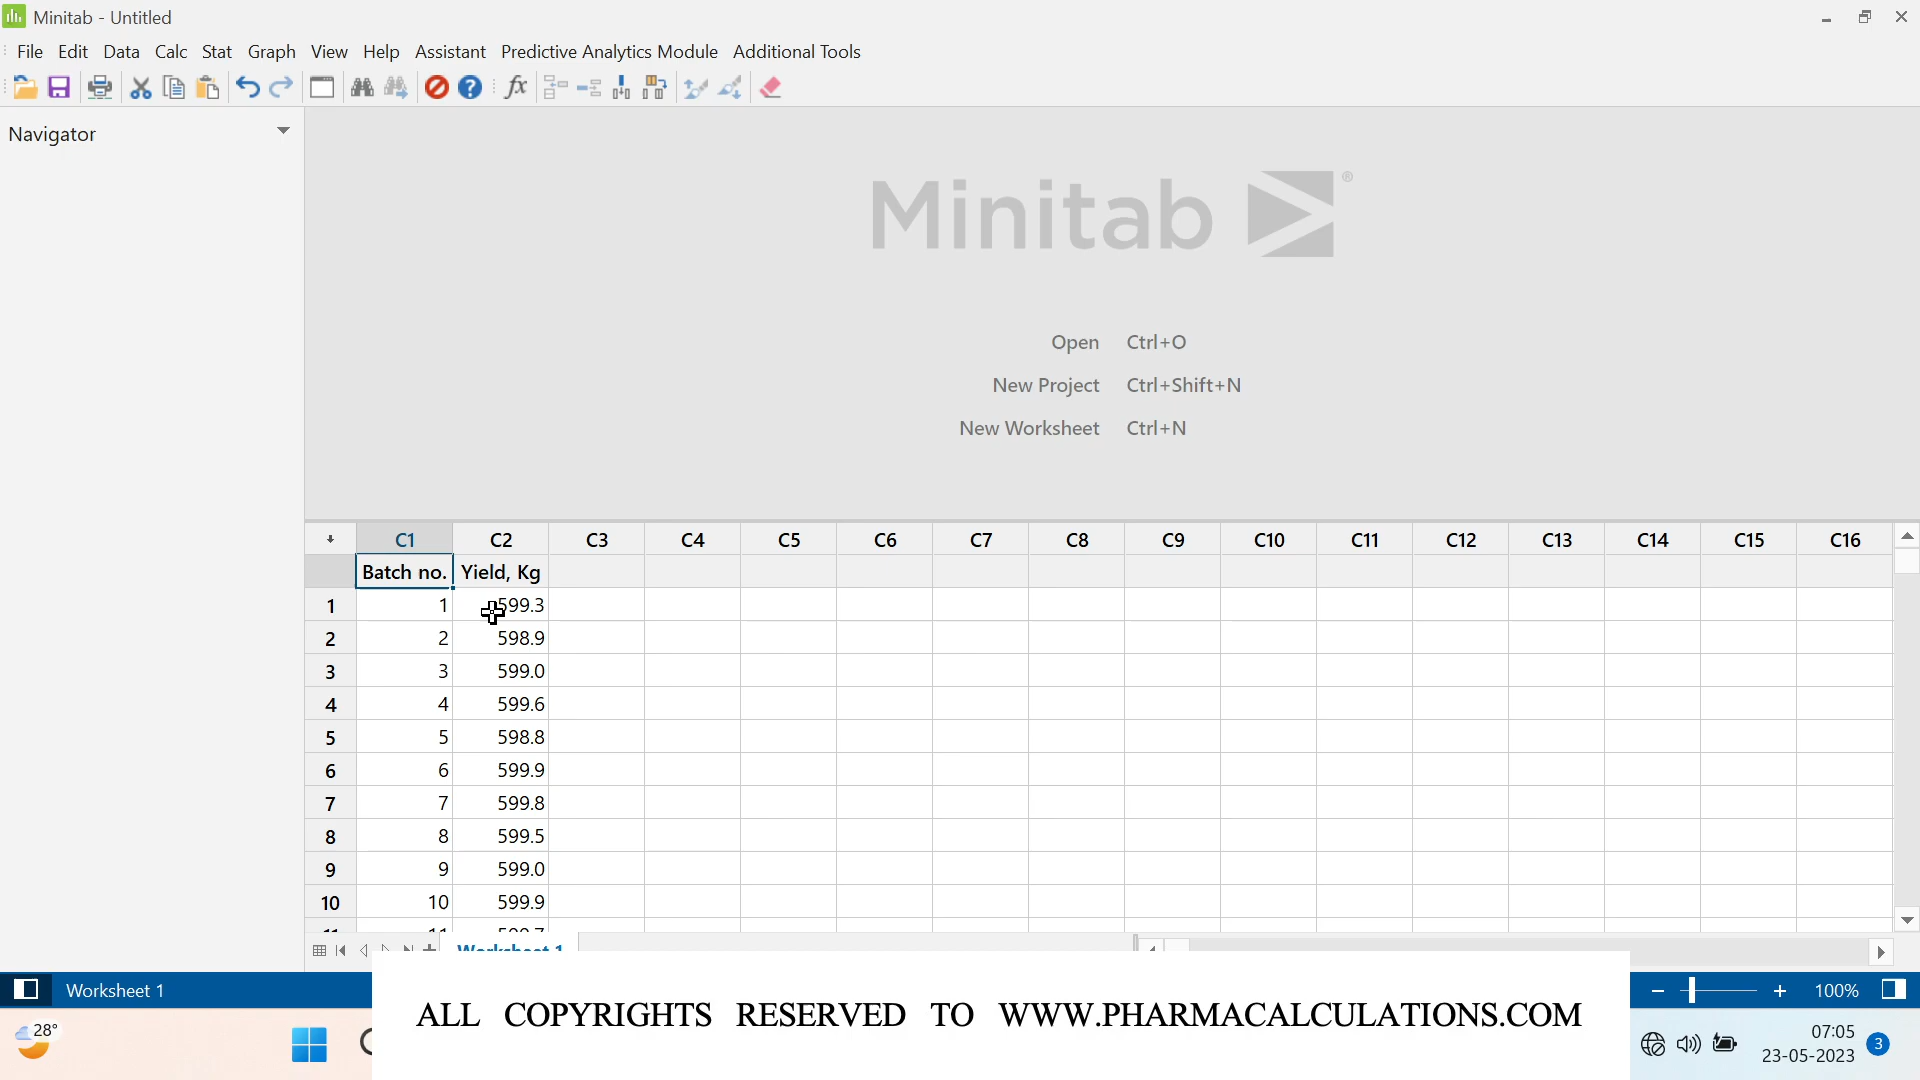 Minitab - Untitled
File Edit Data Calc Stat Graph View Help Assistant Predictive Analytics Module Additional Tools
Navigator
Minitab ®
Open Ctrl+O
New Project Ctrl+Shift+N
New Worksheet Ctrl+N
C1 C2 C3 C4 C5 C6 C7 C8 C9 C10 C11 C12 C13 C14 C15 C16
Batch no. Yield, Kg
1 1 599.3
2 2 598.9
3 3 599.0
4 4 599.6
5 5 598.8
6 6 599.9
7 7 599.8
8 8 599.5
9 9 599.0
10 10 599.9
Worksheet 1
Worksheet 1 100%
ALL COPYRIGHTS RESERVED TO WWW.PHARMACALCULATIONS.COM
28°
07:05
23-05-2023 3